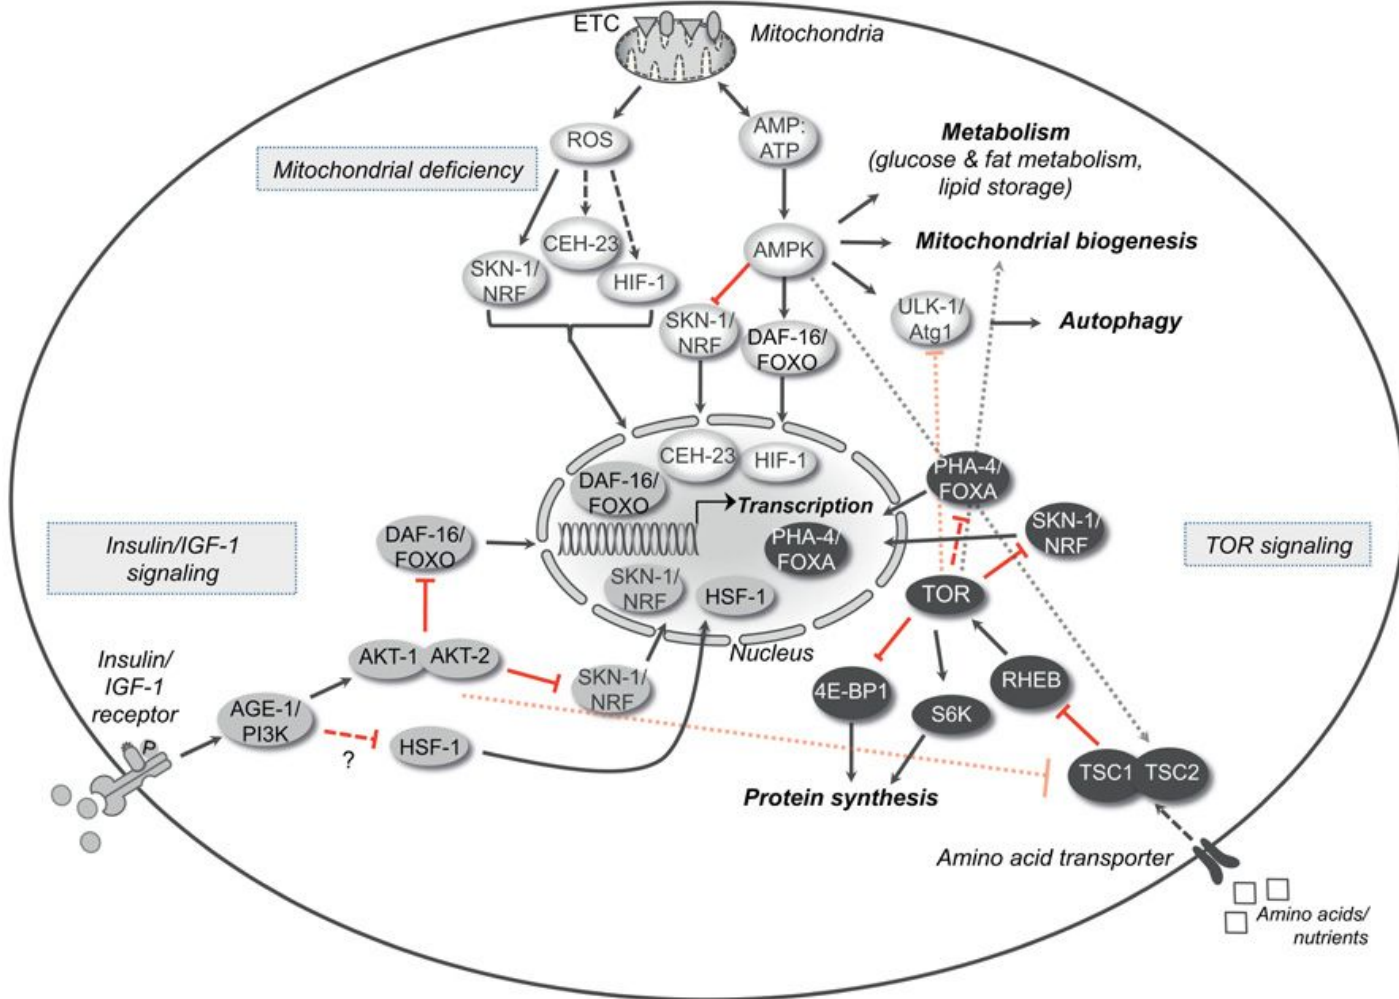 ETC
Mitochondria
ROS
AMP:
ATP
Metabolism
(glucose & fat metabolism,
lipid storage)
Mitochondrial deficiency
CEH-23
AMPK
Mitochondrial biogenesis
SKN-1/
NRF
HIF-1
SKN-1/
NRF
DAF-16/
FOXO
ULK-1/
Atg1
Autophagy
CEH-23
HIF-1
DAF-16/
FOXO
Transcription
PHA-4/
FOXA
SKN-1/
NRF
HSF-1
Nucleus
PHA-4/
FOXA
SKN-1/
NRF
TOR signaling
Insulin/IGF-1
signaling
DAF-16/
FOXO
TOR
AKT-1
AKT-2
SKN-1/
NRF
Insulin/
IGF-1
receptor
P
AGE-1/
PI3K
?
HSF-1
4E-BP1
S6K
RHEB
TSC1
TSC2
Protein synthesis
Amino acid transporter
Amino acids/
nutrients